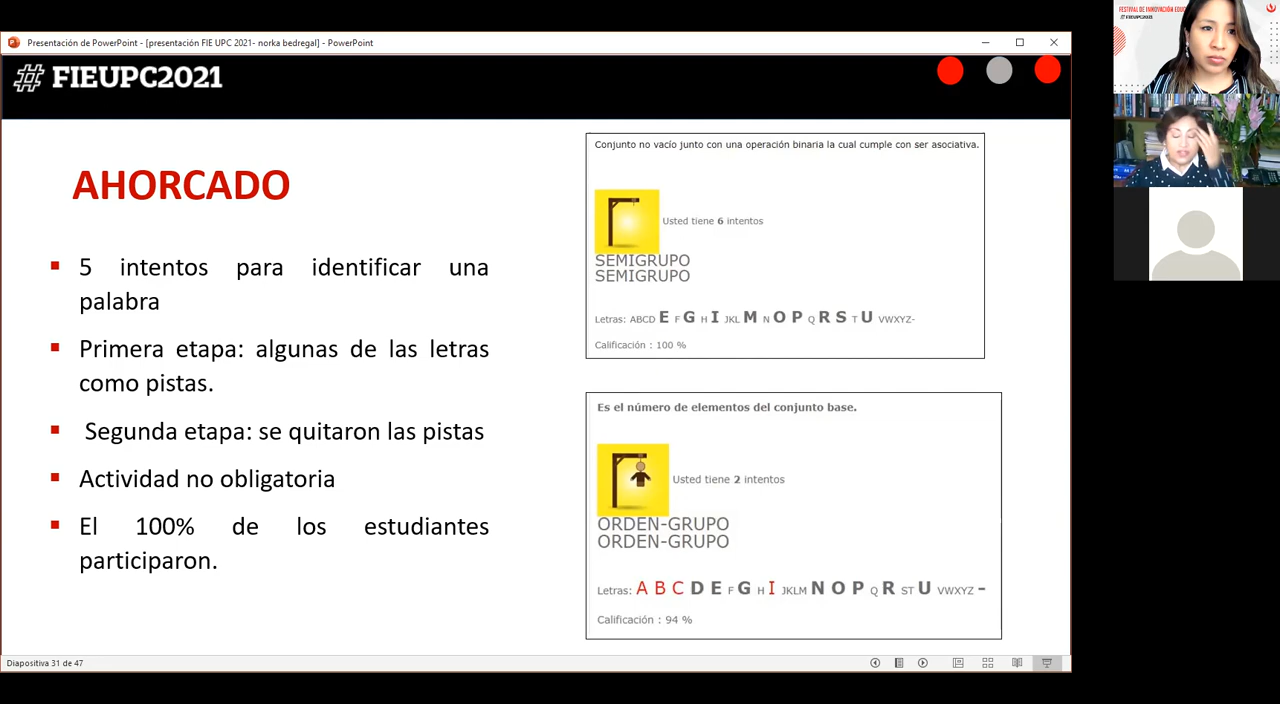 Presentación de PowerPoint - [presentación FIE UPC 2021- norka bedregal] - PowerPoint
# FIEUPC2021
AHORCADO
5 intentos para identificar una
palabra
Primera etapa: algunas de las letras
como pistas.
Segunda etapa: se quitaron las pistas
Actividad no obligatoria
El 100% de los estudiantes
participaron.
Conjunto no vacío junto con una operación binaria la cual cumple con ser asociativa.
Usted tiene 6 intentos
SEMIGRUPO
SEMIGRUPO
Letras: ABCD E F G H I JKL M N O P Q R S T U VWXYZ-
Calificación : 100 %
Es el número de elementos del conjunto base.
Usted tiene 2 intentos
ORDEN-GRUPO
ORDEN-GRUPO
Letras: A B C D E F G H I JKLM N O P Q R ST U VWXYZ -
Calificación : 94 %
Diapositiva 31 de 47
FESTIVAL DE INNOVACIÓN
#FIEUPC2021